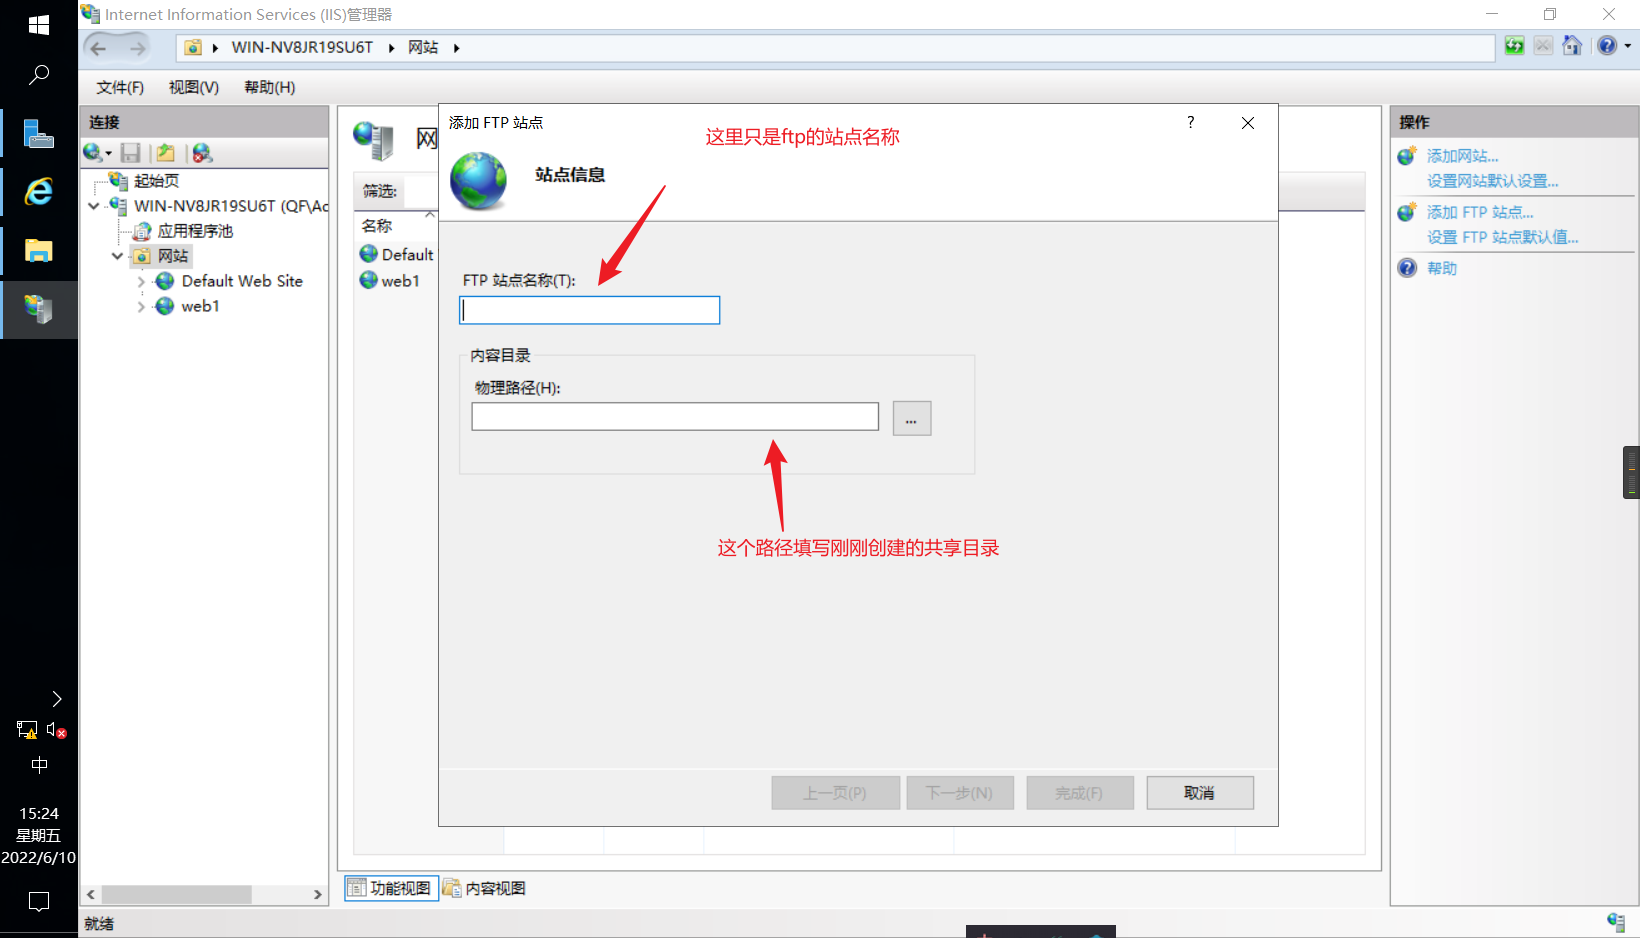 Internet Information Services (IIS)管理器
WIN-NV8JR19SU6T
网站
文件(F)
视图(V)
帮助(H)
连接
起始页
WIN-NV8JR19SU6T (QF\Ac
应用程序池
网站
Default Web Site
web1
网
筛选:
名称
Default
web1
添加 FTP 站点
?
这里只是ftp的站点名称
站点信息
FTP 站点名称(T):
内容目录
物理路径(H):
...
这个路径填写刚刚创建的共享目录
上一页(P)
下一步(N)
完成(F)
取消
操作
添加网站...
设置网站默认设置...
添加 FTP 站点...
设置 FTP 站点默认值...
帮助
功能视图
内容视图
就绪
中
15:24
星期五
2022/6/10